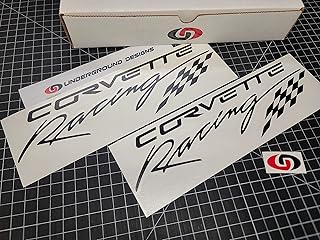 UNDERGROUND DESIGNS
CORVETTE
Racing
CORVETTE
Racing